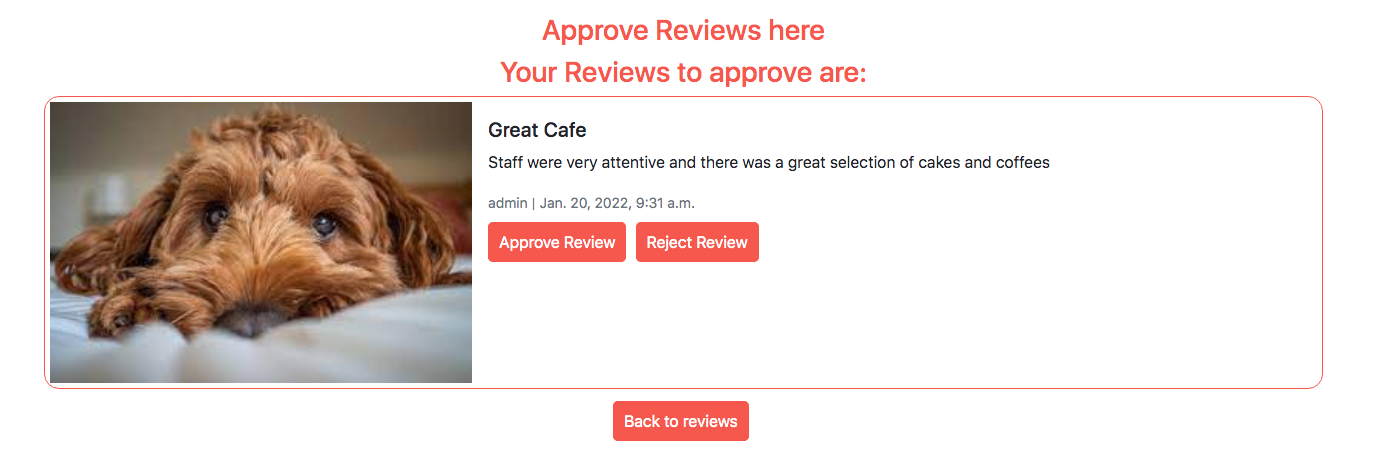 Approve Reviews here
Your Reviews to approve are:
Great Cafe
Staff were very attentive and there was a great selection of cakes and coffees
admin | Jan. 20, 2022, 9:31 a.m.
Approve Review Reject Review
Back to reviews